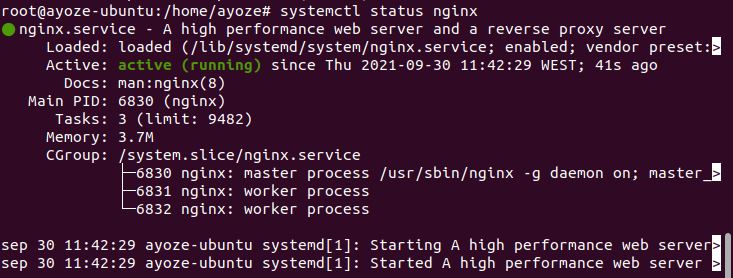 root@ayoze-ubuntu:/home/ayoze# systemctl status nginx
● nginx.service - A high performance web server and a reverse proxy server
     Loaded: loaded (/lib/systemd/system/nginx.service; enabled; vendor preset:>
     Active: active (running) since Thu 2021-09-30 11:42:29 WEST; 41s ago
       Docs: man:nginx(8)
   Main PID: 6830 (nginx)
      Tasks: 3 (limit: 9482)
     Memory: 3.7M
     CGroup: /system.slice/nginx.service
             ├─6830 nginx: master process /usr/sbin/nginx -g daemon on; master_>
             ├─6831 nginx: worker process
             └─6832 nginx: worker process
sep 30 11:42:29 ayoze-ubuntu systemd[1]: Starting A high performance web server>
sep 30 11:42:29 ayoze-ubuntu systemd[1]: Started A high performance web server >